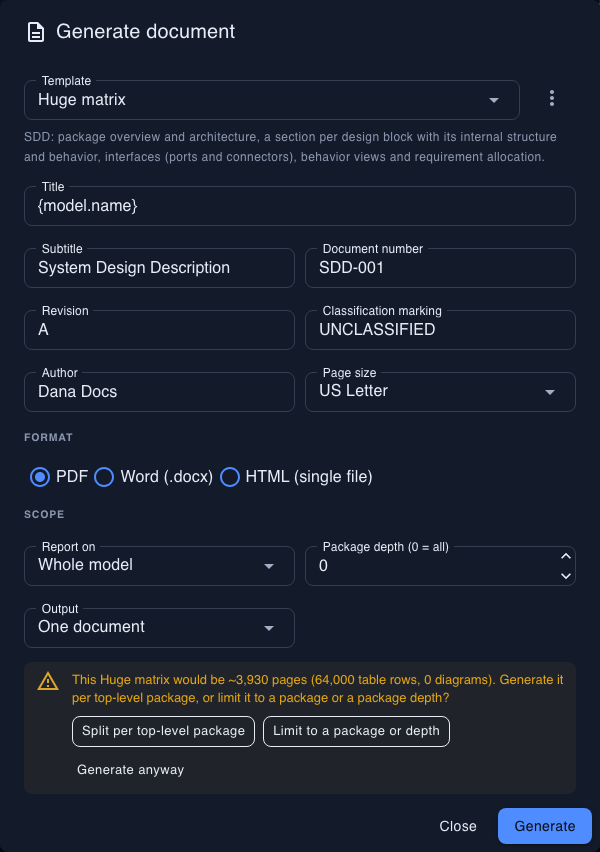 Generate document
Template
Huge matrix
SDD: package overview and architecture, a section per design block with its internal structure
and behavior, interfaces (ports and connectors), behavior views and requirement allocation.
Title
{model.name}
Subtitle
System Design Description
Document number
SDD-001
Revision
A
Classification marking
UNCLASSIFIED
Author
Dana Docs
Page size
US Letter
FORMAT
PDF
Word (.docx)
HTML (single file)
SCOPE
Report on
Whole model
Package depth (0 = all)
0
Output
One document
This Huge matrix would be ~3,930 pages (64,000 table rows, 0 diagrams). Generate it
per top-level package, or limit it to a package or a package depth?
Split per top-level package
Limit to a package or depth
Generate anyway
Close
Generate